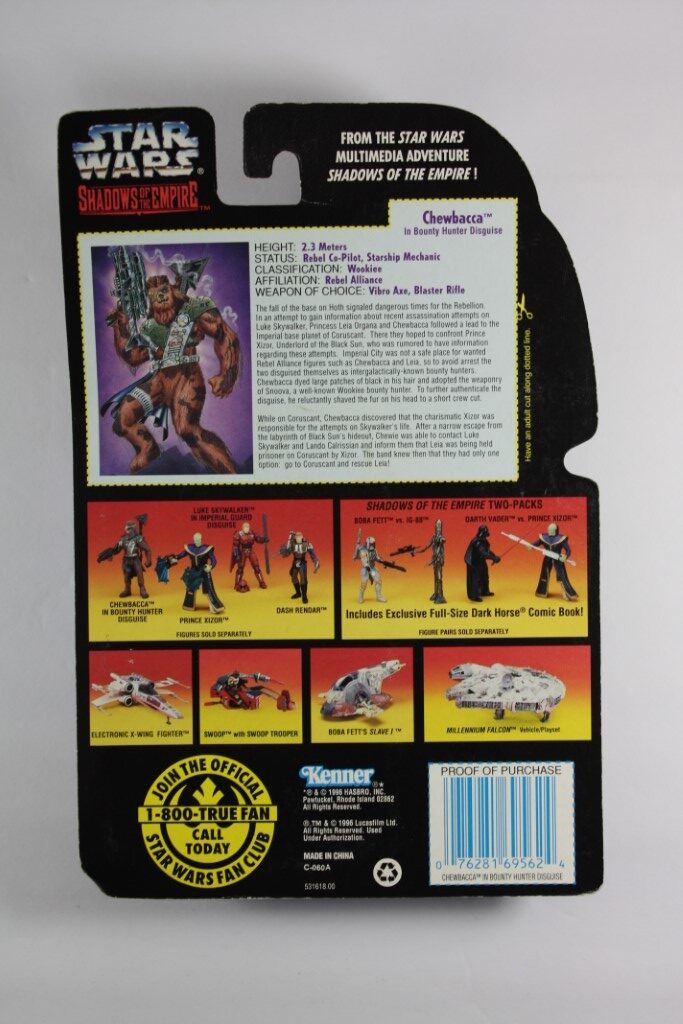 STAR
WARS®
SHADOWS OF THE EMPIRE™
FROM THE STAR WARS
MULTIMEDIA ADVENTURE
SHADOWS OF THE EMPIRE !
Chewbacca™
In Bounty Hunter Disguise
HEIGHT: 2.3 Meters
STATUS: Rebel Co-Pilot, Starship Mechanic
CLASSIFICATION: Wookiee
AFFILIATION: Rebel Alliance
WEAPON OF CHOICE: Vibro Axe, Blaster Rifle
The fall of the base on Hoth signaled dangerous times for the Rebellion.
In an attempt to gain information about recent assassination attempts on
Luke Skywalker, Princess Leia Organa and Chewbacca followed a lead to the
Imperial base planet of Coruscant. There they hoped to confront Prince
Xizor, Underlord of the Black Sun, who was rumored to have information
regarding these attempts. Imperial City was not a safe place for wanted
Rebel Alliance figures such as Chewbacca and Leia, so to avoid arrest the
two disguised themselves as intergalactically-known bounty hunters.
Chewbacca dyed large patches of black in his hair and adopted the weaponry
of Snoova, a well-known Wookiee bounty hunter. To further authenticate the
disguise, he reluctantly shaved the fur on his head to a short crew cut.
While on Coruscant, Chewbacca discovered that the charismatic Xizor was
responsible for the attempts on Skywalker's life. After a narrow escape from
the labyrinth of Black Sun's hideout, Chewie was able to contact Luke
Skywalker and Lando Calrissian and inform them that Leia was being held
prisoner on Coruscant by Xizor. The band knew then that they had only one
option: go to Coruscant and rescue Leia!
Have an adult cut along dotted line.
LUKE SKYWALKER™
IN IMPERIAL GUARD
DISGUISE
CHEWBACCA™
IN BOUNTY HUNTER
DISGUISE
PRINCE XIZOR™
DASH RENDAR™
FIGURES SOLD SEPARATELY
SHADOWS OF THE EMPIRE TWO-PACKS
BOBA FETT™ vs. IG-88™
DARTH VADER™ vs. PRINCE XIZOR™
Includes Exclusive Full-Size Dark Horse® Comic Book!
FIGURE PAIRS SOLD SEPARATELY
ELECTRONIC X-WING FIGHTER™
SWOOP™ with SWOOP TROOPER
BOBA FETT'S SLAVE I™
MILLENNIUM FALCON™ Vehicle/Playset
JOIN THE OFFICIAL
1-800-TRUE FAN
CALL
TODAY
STAR WARS FAN CLUB
Kenner®*
*® & © 1996 HASBRO, INC.
Pawtucket, Rhode Island 02862
All Rights Reserved.
®,™ & © 1996 Lucasfilm Ltd.
All Rights Reserved. Used
Under Authorization.
MADE IN CHINA
C-060A
531618.00
PROOF OF PURCHASE
0 76281 69562 4
CHEWBACCA™ IN BOUNTY HUNTER DISGUISE